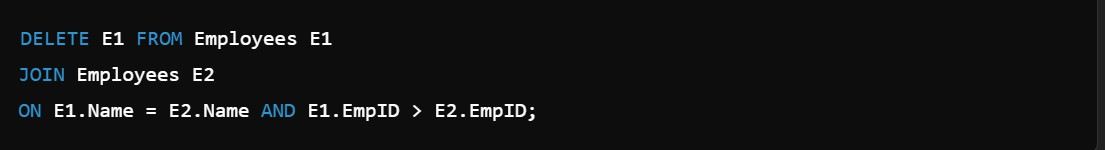 DELETE E1 FROM Employees E1
JOIN Employees E2
ON E1.Name = E2.Name AND E1.EmpID > E2.EmpID;